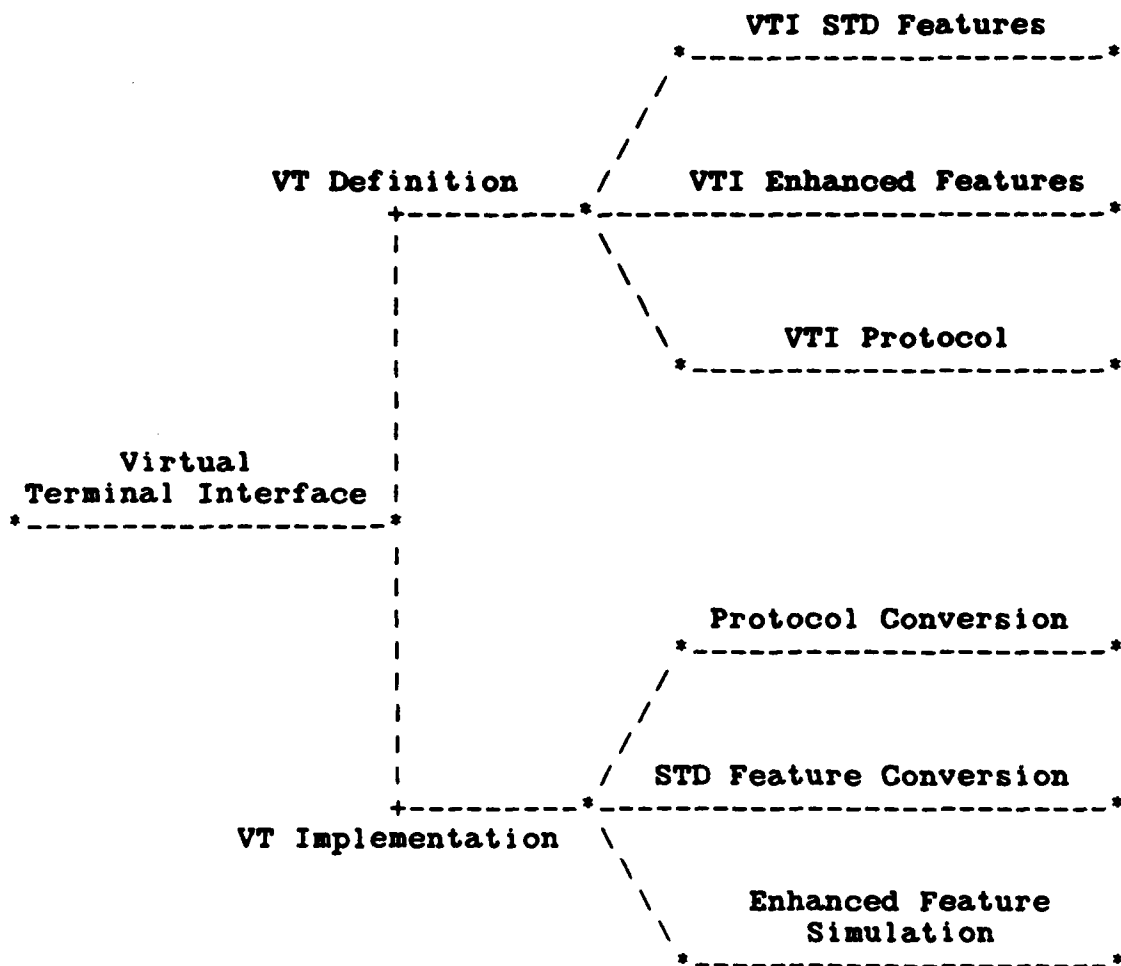 VTI STD Features
VT Definition
VTI Enhanced Features
VTI Protocol
Virtual
Terminal Interface
Protocol Conversion
STD Feature Conversion
VT Implementation
Enhanced Feature
Simulation